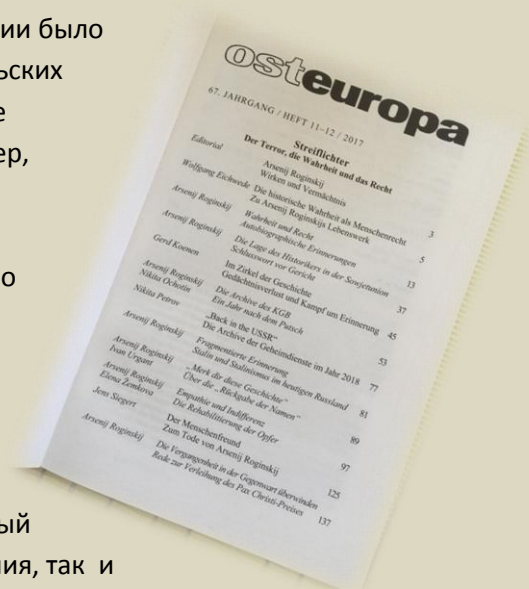 ии было
ьских
е
ер,
о
ый
ия, так и
osteuropa
67. JAHRGANG / HEFT 11–12 / 2017
Streiflichter
Der Terror, die Wahrheit und das Recht
Editorial Arsenij Roginskij
Wirken und Vermächtnis 3
Wolfgang Eichwede Die historische Wahrheit als Menschenrecht
Zu Arsenij Roginskijs Lebenswerk 5
Arsenij Roginskij Wahrheit und Recht
Autobiographische Erinnerungen 13
Arsenij Roginskij Die Lage des Historikers in der Sowjetunion
Schlusswort vor Gericht 37
Gerd Koenen Im Zirkel der Geschichte
Gedächtnisverlust und Kampf um Erinnerung 45
Arsenij Roginskij Die Archive des KGB
Nikita Ochotin Ein Jahr nach dem Putsch 53
Nikita Petrov „Back in the USSR“
Die Archive der Geheimdienste im Jahr 2018 77
Arsenij Roginskij Fragmentierte Erinnerung
Stalin und Stalinismus im heutigen Russland 81
Arsenij Roginskij „Merk dir diese Geschichte“
Ivan Urgant Über die „Rückgabe der Namen“ 89
Arsenij Roginskij Empathie und Indifferenz
Elena Žemkova Die Rehabilitierung der Opfer 97
Jens Siegert Der Menschenfreund
Zum Tode von Arsenij Roginskij 125
Arsenij Roginskij Die Vergangenheit in der Gegenwart überwinden
Rede zur Verleihung des Pax Christi-Preises 137